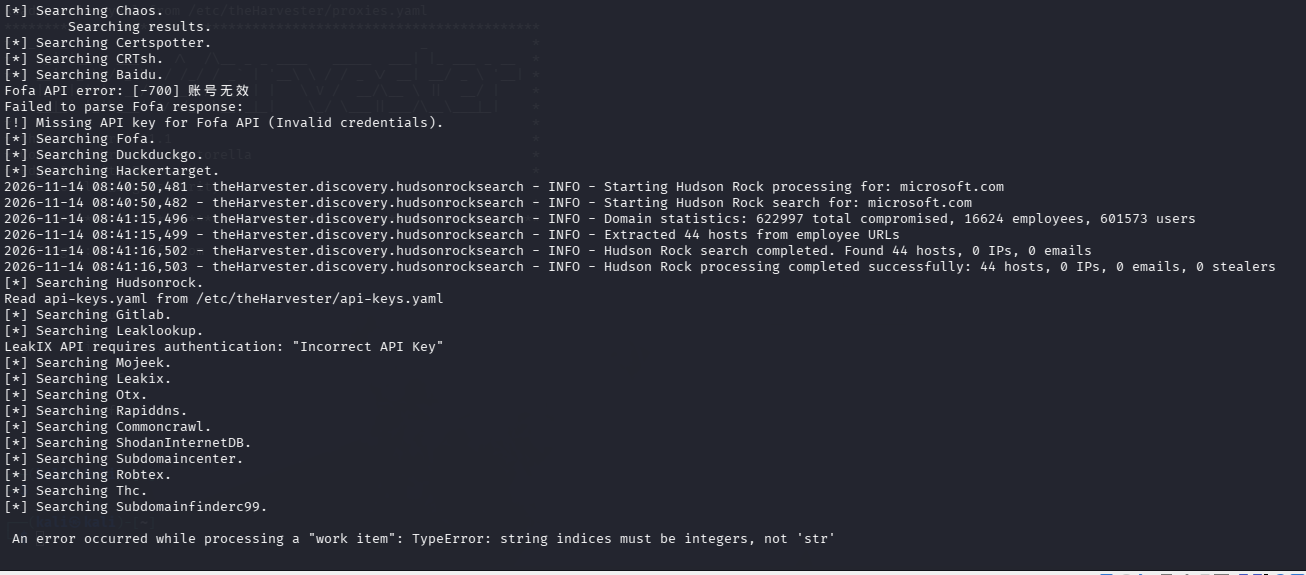 [*] Searching Chaos.
Searching results.
[*] Searching Certspotter.
[*] Searching CRTsh.
[*] Searching Baidu.
Fofa API error: [-700] 账号无效
Failed to parse Fofa response:
[!] Missing API key for Fofa API (Invalid credentials).
[*] Searching Fofa.
[*] Searching Duckduckgo.
[*] Searching Hackertarget.
2026-11-14 08:40:50,481 - theHarvester.discovery.hudsonrocksearch - INFO - Starting Hudson Rock processing for: microsoft.com
2026-11-14 08:40:50,482 - theHarvester.discovery.hudsonrocksearch - INFO - Starting Hudson Rock search for: microsoft.com
2026-11-14 08:41:15,496 - theHarvester.discovery.hudsonrocksearch - INFO - Domain statistics: 622997 total compromised, 16624 employees, 601573 users
2026-11-14 08:41:15,499 - theHarvester.discovery.hudsonrocksearch - INFO - Extracted 44 hosts from employee URLs
2026-11-14 08:41:16,502 - theHarvester.discovery.hudsonrocksearch - INFO - Hudson Rock search completed. Found 44 hosts, 0 IPs, 0 emails
2026-11-14 08:41:16,503 - theHarvester.discovery.hudsonrocksearch - INFO - Hudson Rock processing completed successfully: 44 hosts, 0 IPs, 0 emails, 0 stealers
[*] Searching Hudsonrock.
Read api-keys.yaml from /etc/theHarvester/api-keys.yaml
[*] Searching Gitlab.
[*] Searching Leaklookup.
LeakIX API requires authentication: "Incorrect API Key"
[*] Searching Mojeek.
[*] Searching Leakix.
[*] Searching Otx.
[*] Searching Rapiddns.
[*] Searching Commoncrawl.
[*] Searching ShodanInternetDB.
[*] Searching Subdomaincenter.
[*] Searching Robtex.
[*] Searching Thc.
[*] Searching Subdomainfinderc99.
An error occurred while processing a "work item": TypeError: string indices must be integers, not 'str'